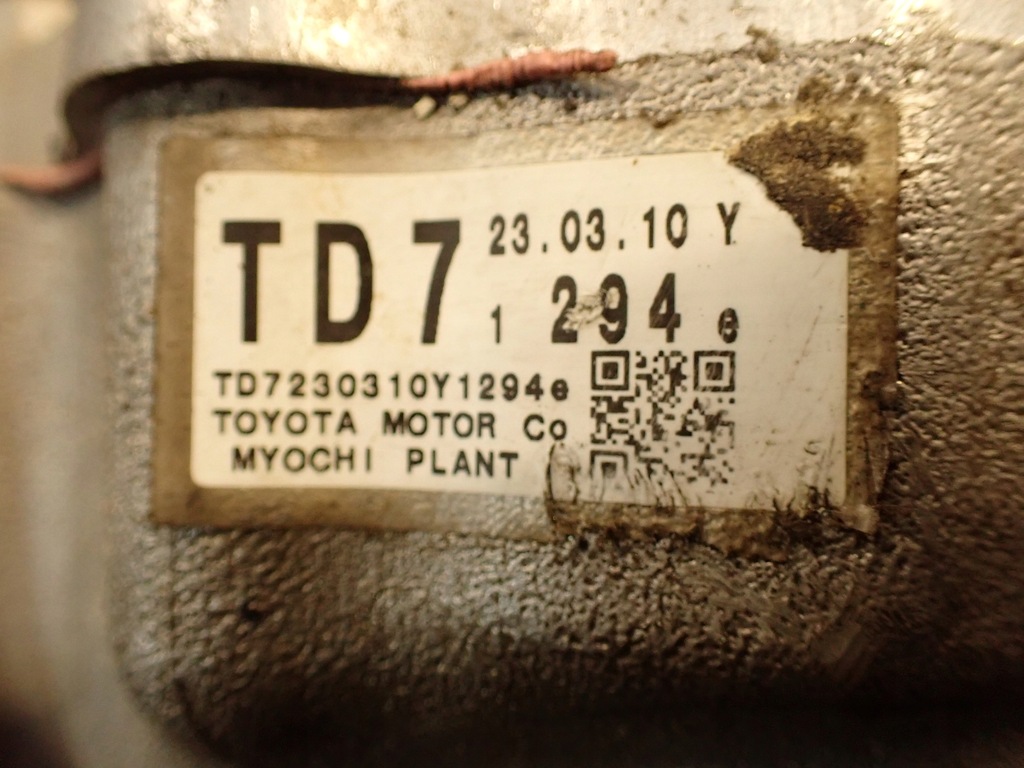 TD7 23.03.10 Y
1 294 e
TD7230310Y1294e
TOYOTA MOTOR Co
MYOCHI PLANT